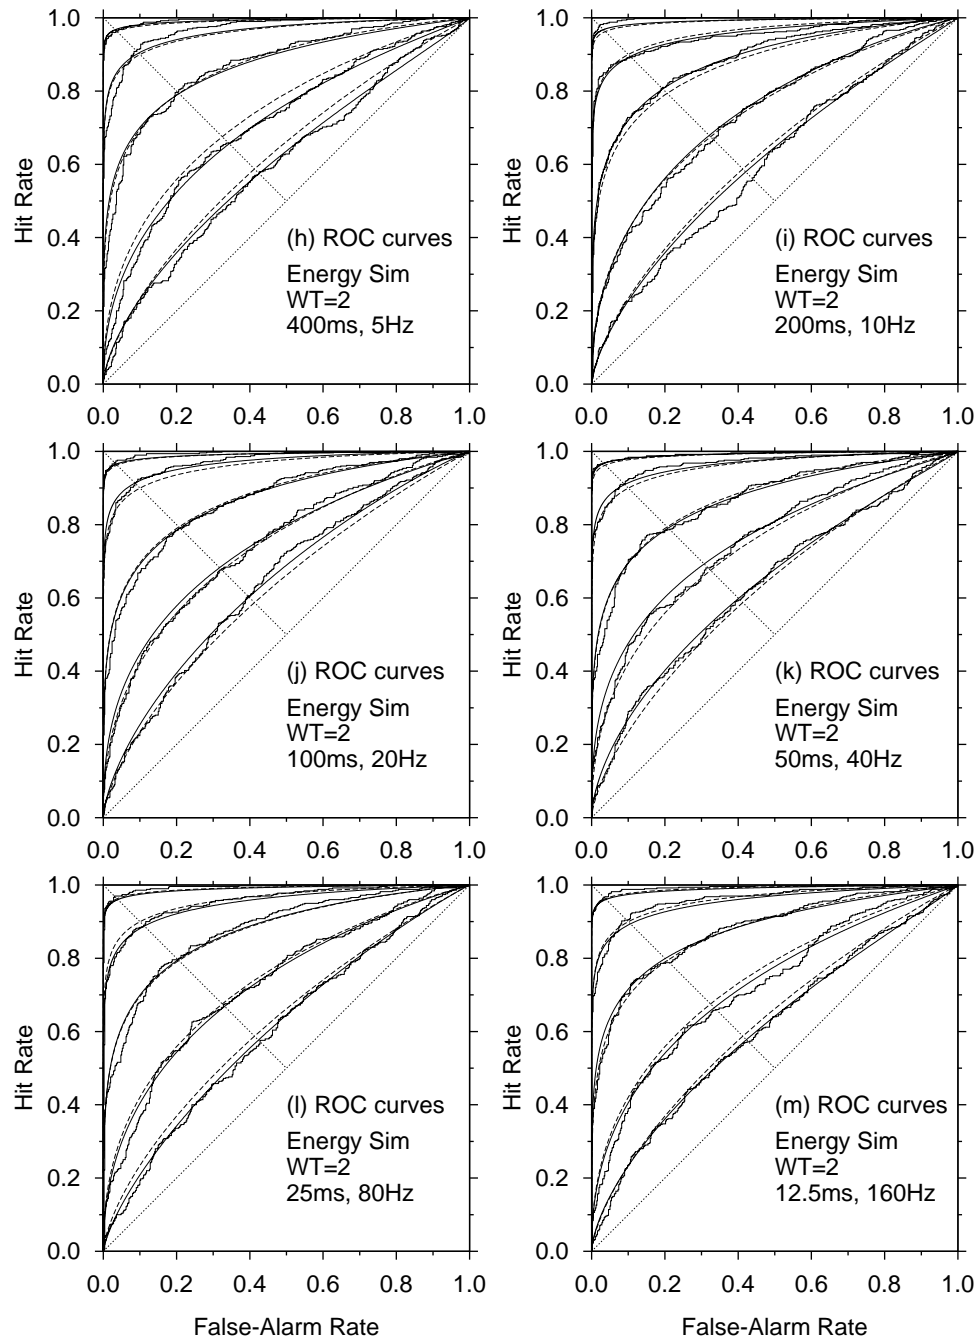 1.0
0.8
0.6
0.4
0.2
0.0
Hit Rate
(h) ROC curves
Energy Sim
WT=2
400ms, 5Hz
0.0 0.2 0.4 0.6 0.8 1.0
1.0
0.8
0.6
0.4
0.2
0.0
Hit Rate
(i) ROC curves
Energy Sim
WT=2
200ms, 10Hz
0.0 0.2 0.4 0.6 0.8 1.0
1.0
0.8
0.6
0.4
0.2
0.0
Hit Rate
(j) ROC curves
Energy Sim
WT=2
100ms, 20Hz
0.0 0.2 0.4 0.6 0.8 1.0
1.0
0.8
0.6
0.4
0.2
0.0
Hit Rate
(k) ROC curves
Energy Sim
WT=2
50ms, 40Hz
0.0 0.2 0.4 0.6 0.8 1.0
1.0
0.8
0.6
0.4
0.2
0.0
Hit Rate
(l) ROC curves
Energy Sim
WT=2
25ms, 80Hz
0.0 0.2 0.4 0.6 0.8 1.0
False-Alarm Rate
1.0
0.8
0.6
0.4
0.2
0.0
Hit Rate
(m) ROC curves
Energy Sim
WT=2
12.5ms, 160Hz
0.0 0.2 0.4 0.6 0.8 1.0
False-Alarm Rate